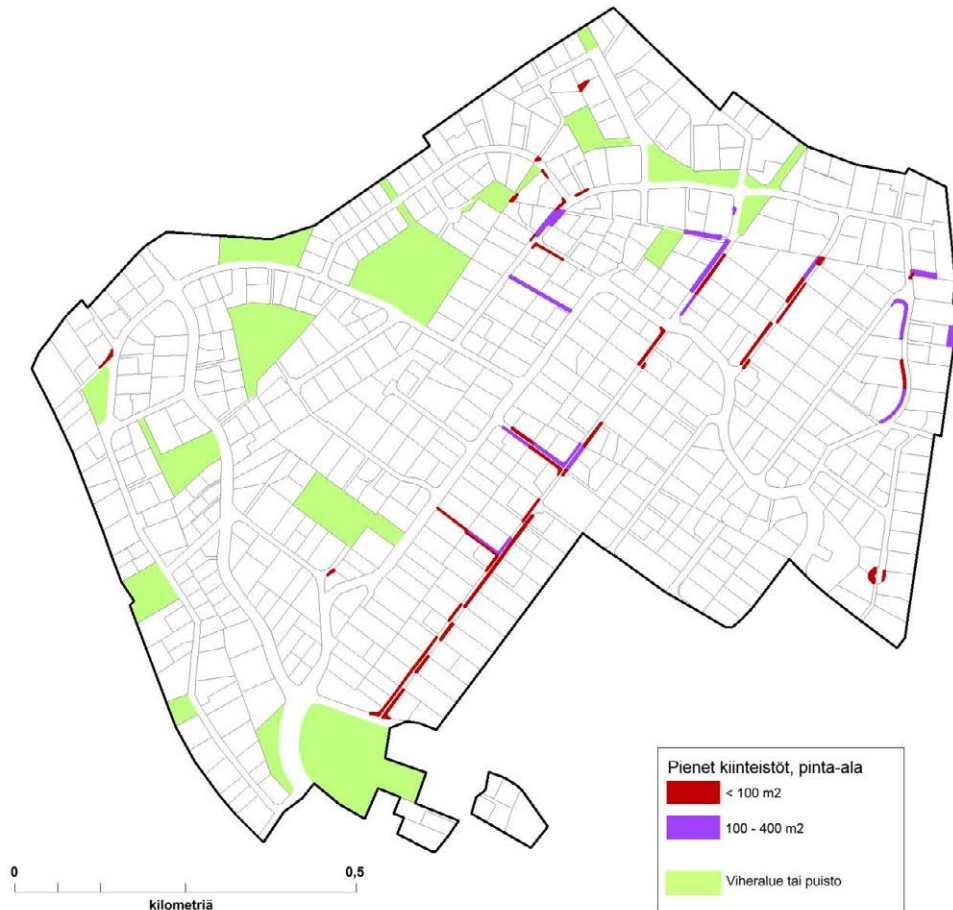 Pienet kiinteistöt, pinta-ala
< 100 m2
100 - 400 m2
Viheralue tai puisto
0 0,5
kilometriä